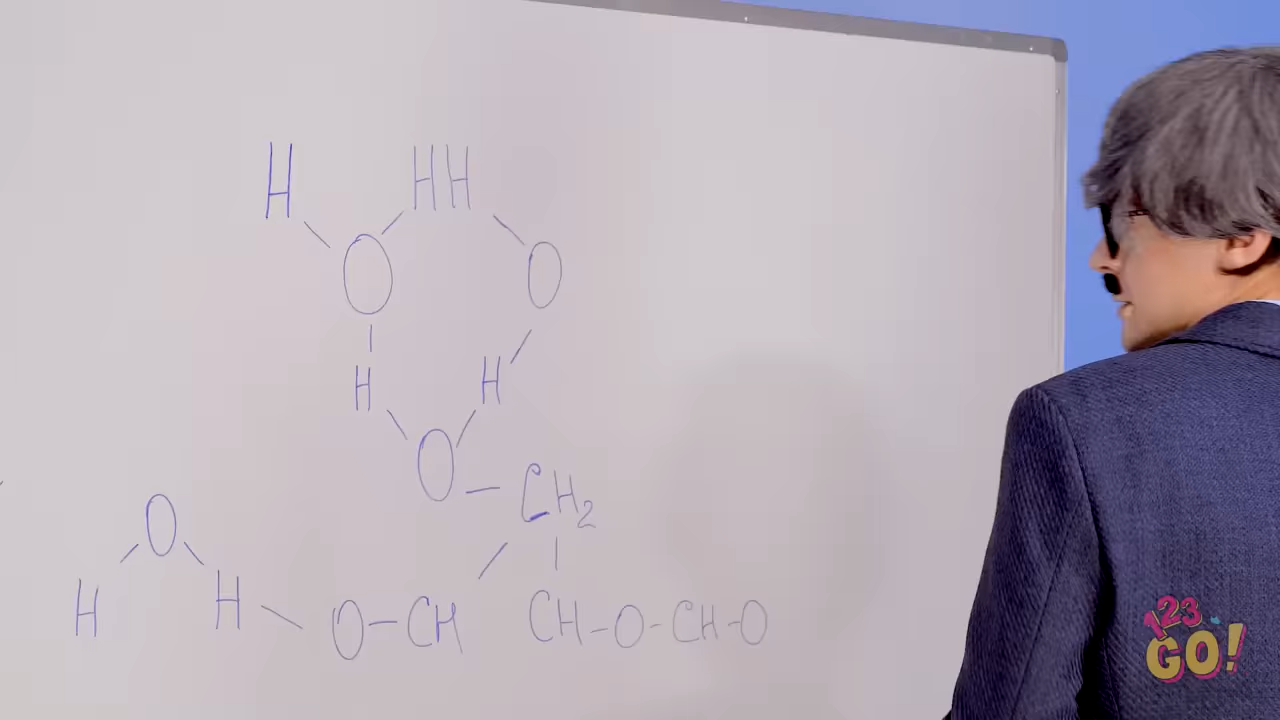 H HH
O O
H H
O - CH₂
O
H H O-CH CH-O-CH-O
123 GO!